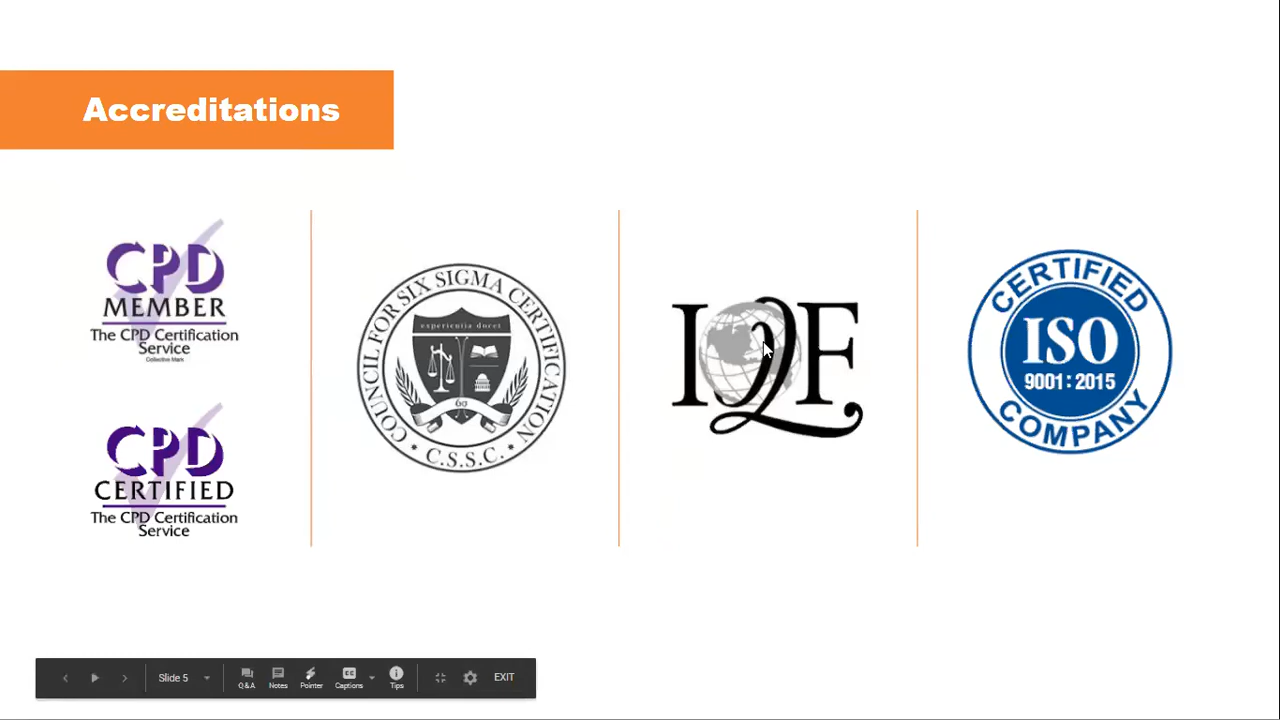 Accreditations
CPD
MEMBER
The CPD Certification
Service
Collective Mark
CPD
CERTIFIED
The CPD Certification
Service
COUNCIL FOR SIX SIGMA CERTIFICATION
experientia docet
6σ
* C.S.S.C. *
IQF
CERTIFIED
ISO
9001:2015
COMPANY
Slide 5
Q&A
Notes
Pointer
Captions
Tips
EXIT